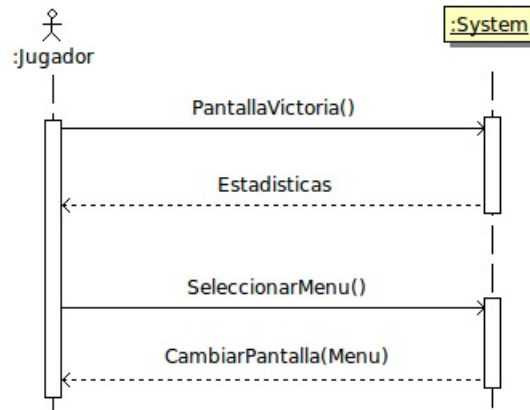 :System
:Jugador
PantallaVictoria()
Estadisticas
SeleccionarMenu()
CambiarPantalla(Menu)